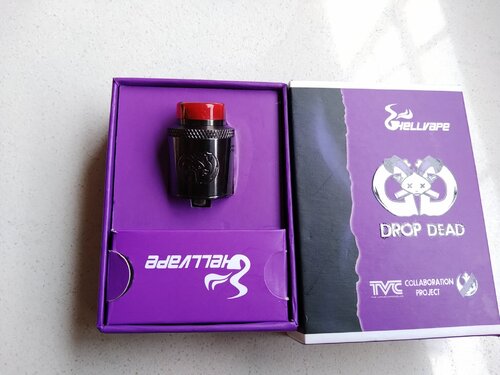 HELLVAPE
HELLVAPE
DROP DEAD
TVC
COLLABORATION
PROJECT